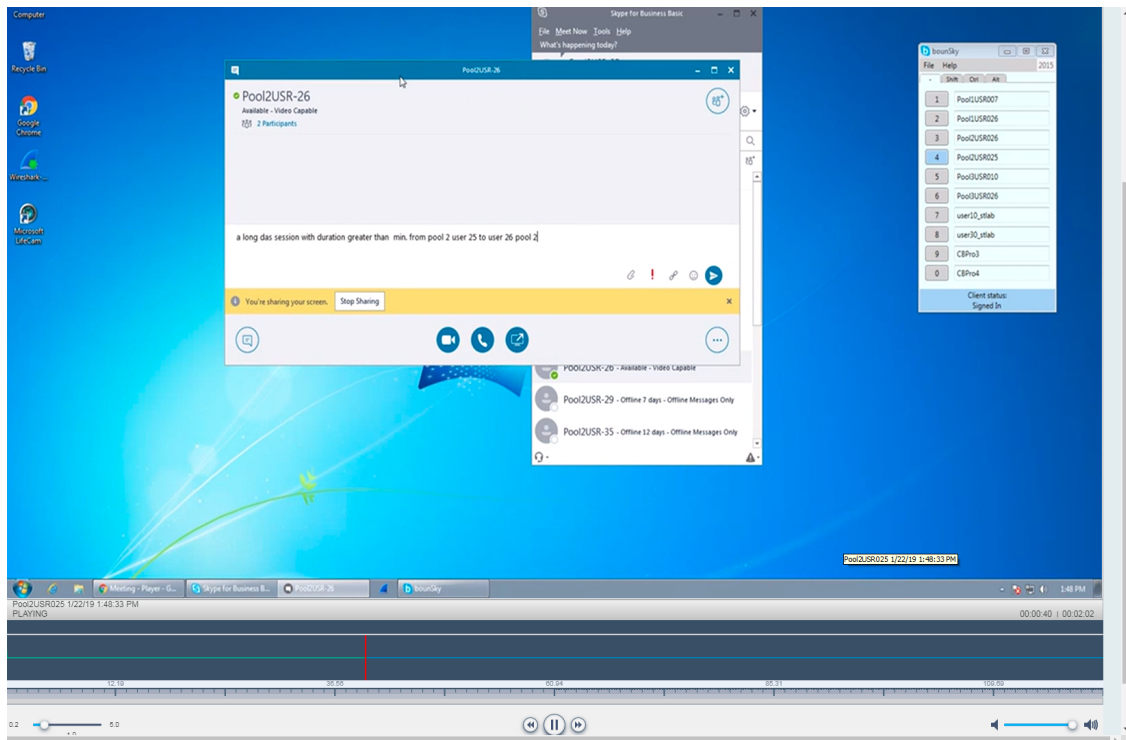 Computer
Recycle Bin
Google
Chrome
Wireshark-...
Microsoft
LifeCam
Skype for Business Basic
File Meet Now Tools Help
What's happening today?
Pool2USR-26
Pool2USR-26
Available - Video Capable
2 Participants
a long das session with duration greater than min. from pool 2 user 25 to user 26 pool 2
You're sharing your screen.
Stop Sharing
Pool2USR-26 - Available - Video Capable
Pool2USR-29 - Offline 7 days - Offline Messages Only
Pool2USR-35 - Offline 12 days - Offline Messages Only
bounSky
File Help 2015
- Shift Ctrl Alt
1 Pool1USR007
2 Pool1USR026
3 Pool2USR026
4 Pool2USR025
5 Pool3USR010
6 Pool3USR026
7 user10_stlab
8 user30_stlab
9 CBPro3
0 CBPro4
Client status:
Signed In
Pool2USR025 1/22/19 1:48:33 PM
Meeting - Player - G...
Skype for Business B...
Pool2USR-26
bounSky
1:48 PM
Pool2USR025 1/22/19 1:48:33 PM
PLAYING
00:00:40 | 00:02:02
12.19 36.56 60.94 85.31 109.69
0.2 5.0
1.0